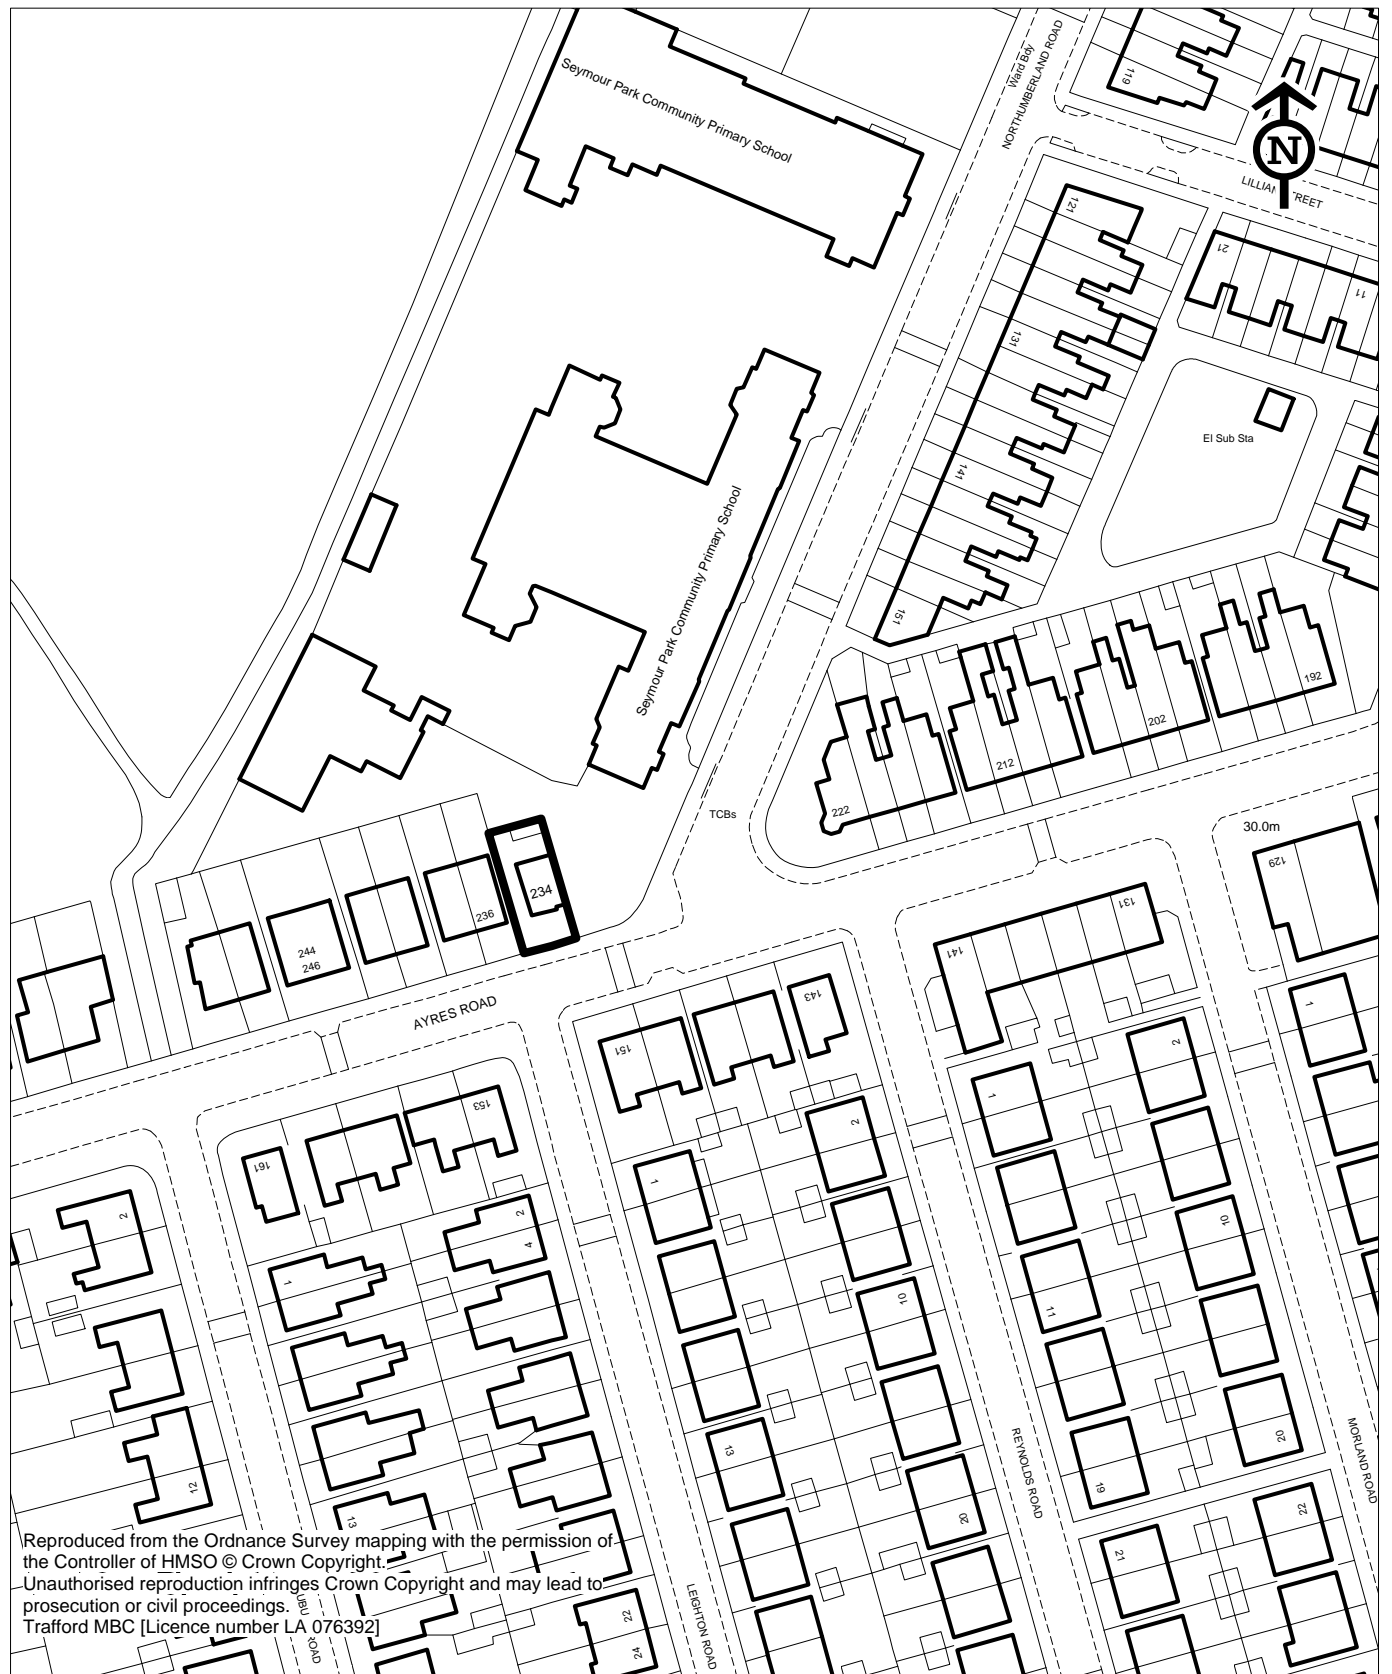 Seymour Park Community Primary School
Ward Bdy
NORTHUMBERLAND ROAD
119
N
121
21
11
131
El Sub Sta
141
Seymour Park Community Primary School
151
192
202
212
222
TCBs
30.0m
129
234
236
131
244
246
141
143
AYRES ROAD
151
2
1
1
153
2
1
161
2
2
4
10
1
10
11
13
20
19
12
REYNOLDS ROAD
MORLAND ROAD
20
22
13
21
Reproduced from the Ordnance Survey mapping with the permission of
the Controller of HMSO © Crown Copyright.
Unauthorised reproduction infringes Crown Copyright and may lead to
prosecution or civil proceedings.
Trafford MBC [Licence number LA 076392]
ROAD
LEIGHTON ROAD
22
24